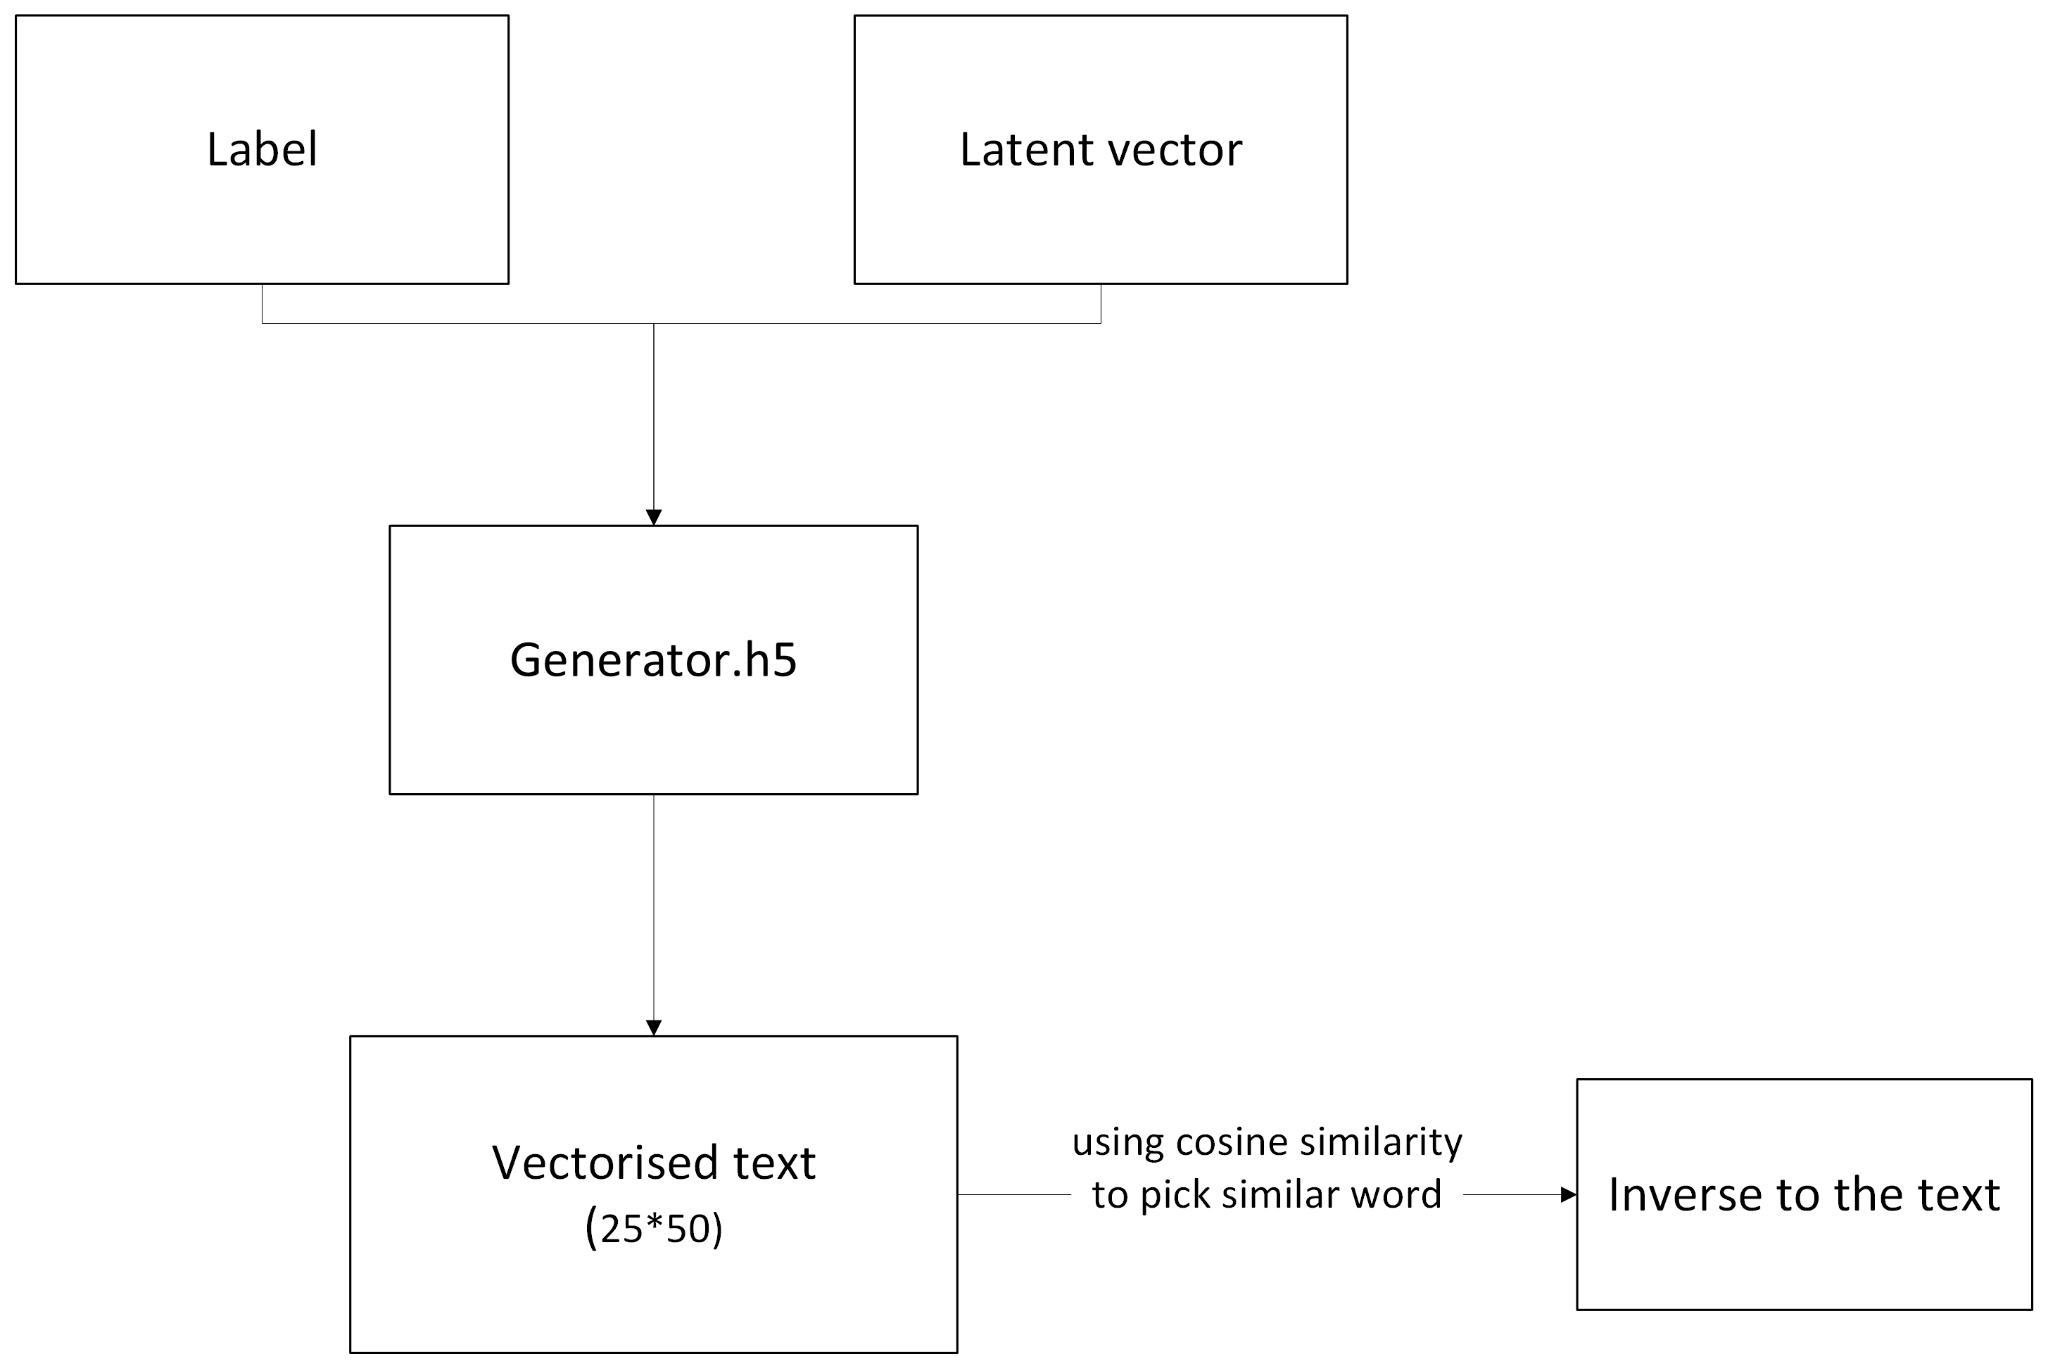 Label
Latent vector
Generator.h5
Vectorised text
(25*50)
using cosine similarity
to pick similar word
Inverse to the text